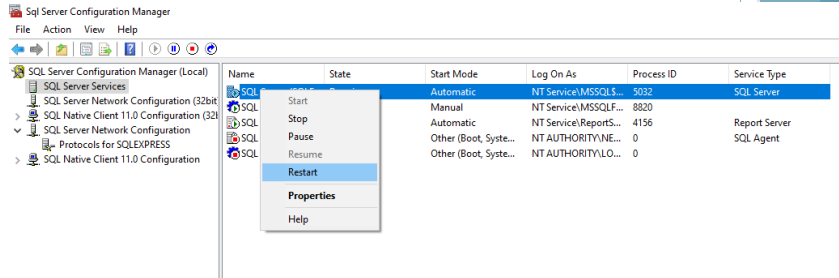 Sql Server Configuration Manager
File Action View Help
SQL Server Configuration Manager (Local)
SQL Server Services
SQL Server Network Configuration (32bit
SQL Native Client 11.0 Configuration (32
SQL Server Network Configuration
Protocols for SQLEXPRESS
SQL Native Client 11.0 Configuration
Name State Start Mode Log On As Process ID Service Type
SQL Automatic NT Service\MSSQL$... 5032 SQL Server
SQL Manual NT Service\MSSQLF... 8820
SQL Automatic NT Service\ReportS... 4156 Report Server
SQL Other (Boot, Syste... NT AUTHORITY\NE... 0 SQL Agent
SQL Other (Boot, Syste... NT AUTHORITY\LO... 0
Start
Stop
Pause
Resume
Restart
Properties
Help